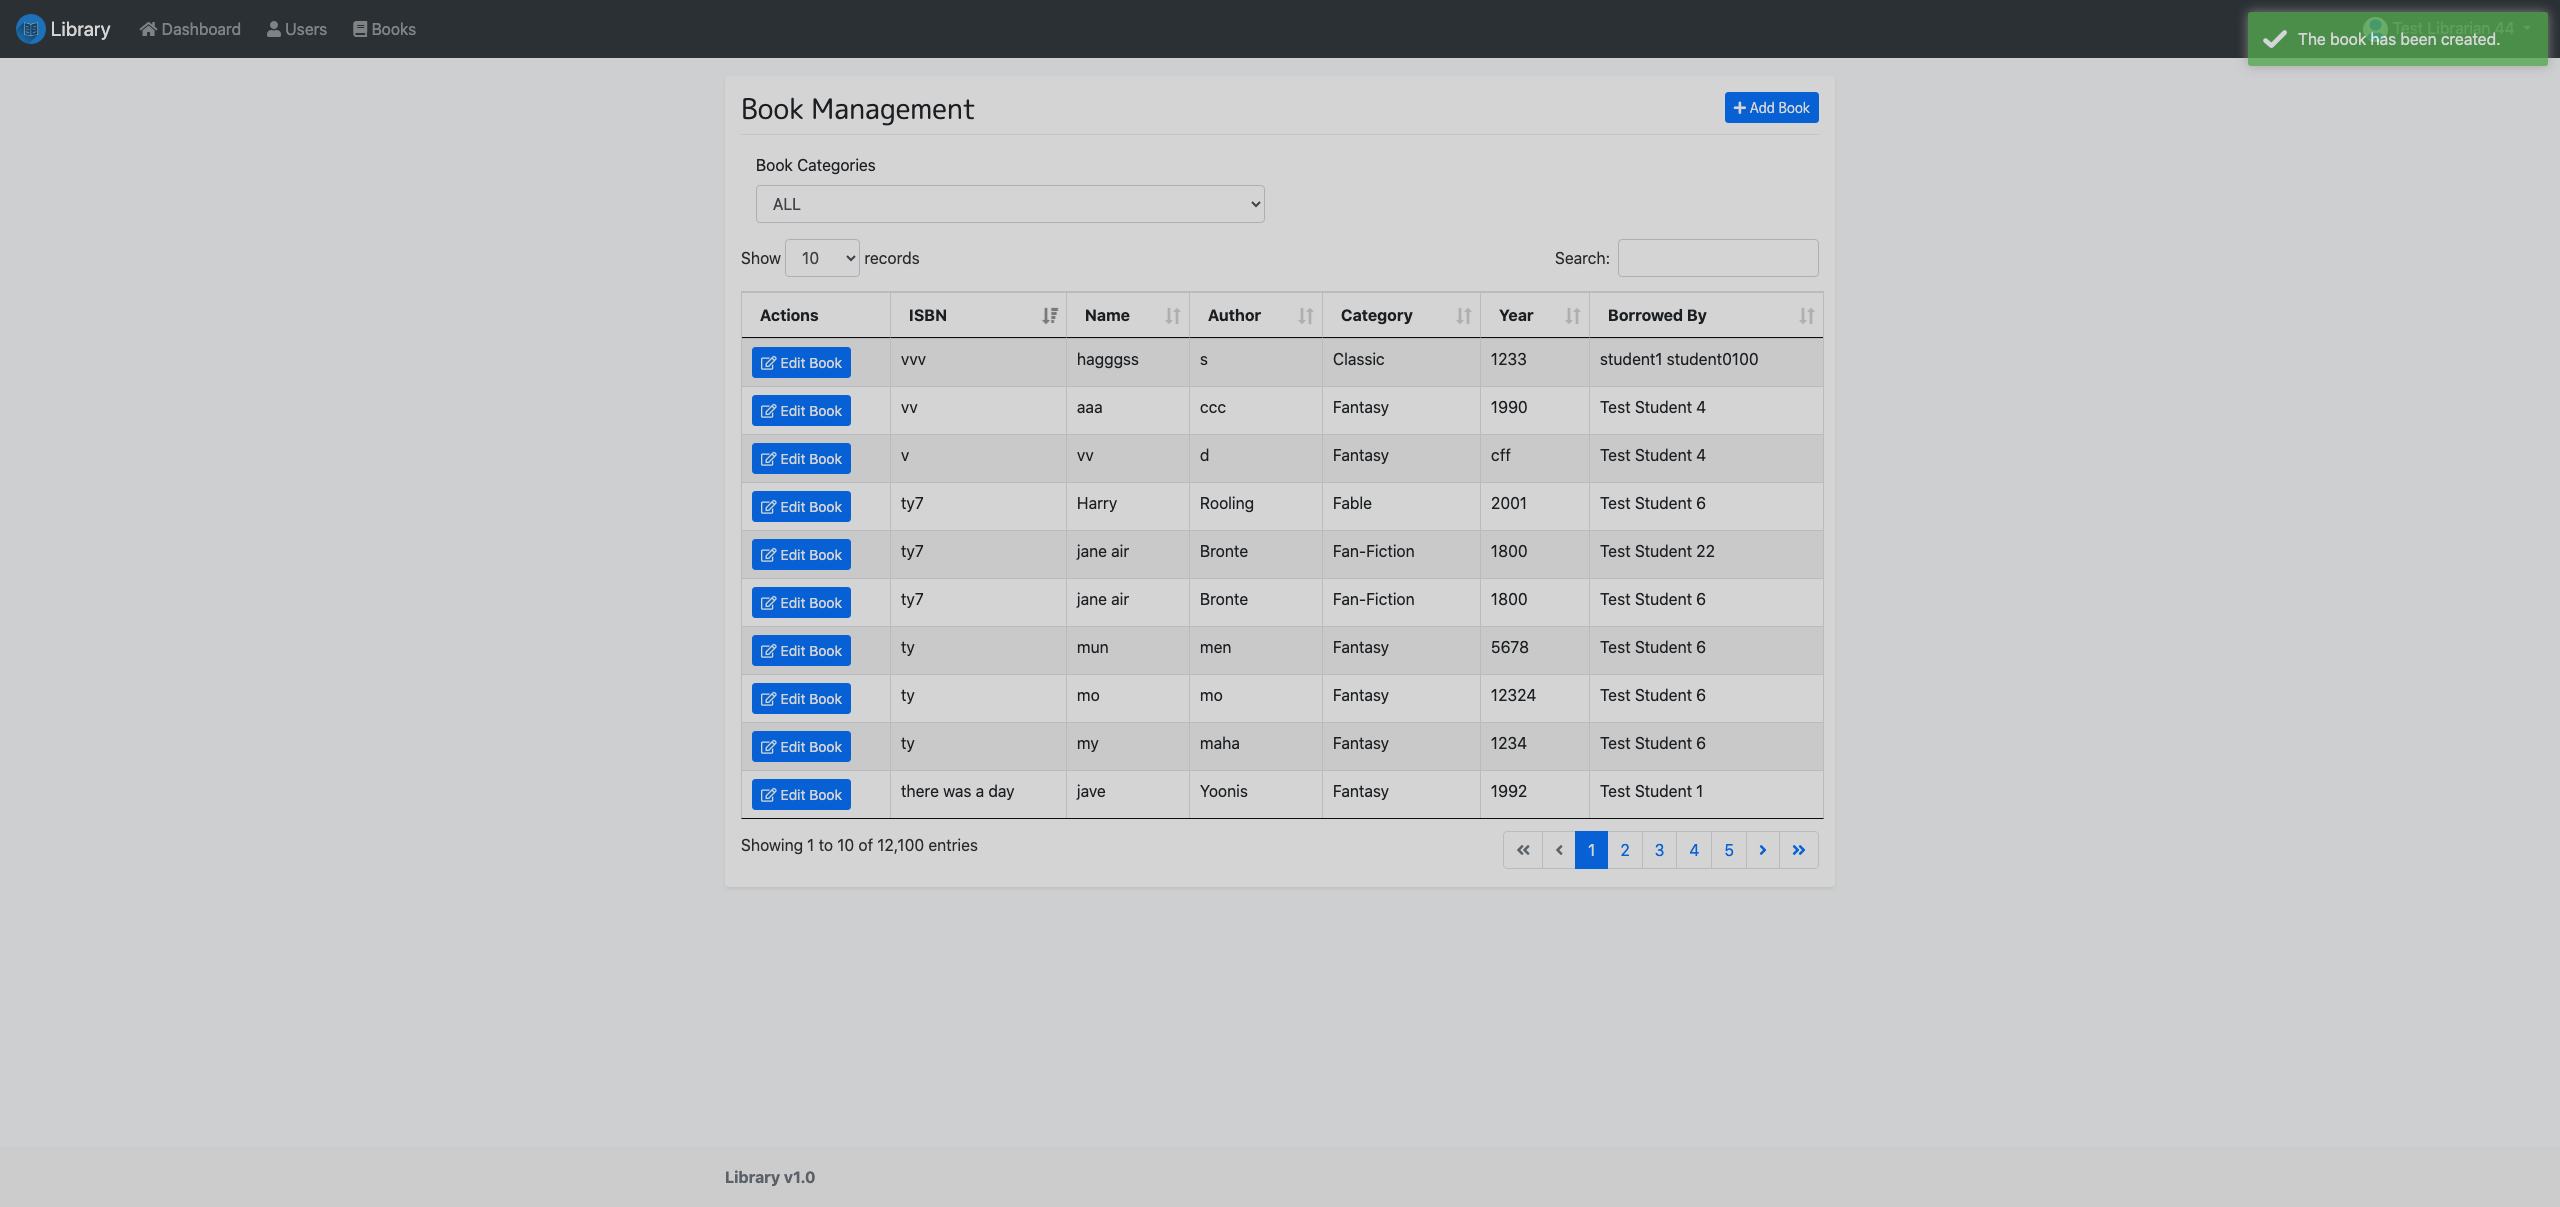 Library Dashboard Users Books Test Librarian 44
The book has been created.
Book Management
Add Book
Book Categories
ALL
Show 10 records Search:
Actions ISBN Name Author Category Year Borrowed By
Edit Book vvv hagggss s Classic 1233 student1 student0100
Edit Book vv aaa ccc Fantasy 1990 Test Student 4
Edit Book v vv d Fantasy cff Test Student 4
Edit Book ty7 Harry Rooling Fable 2001 Test Student 6
Edit Book ty7 jane air Bronte Fan-Fiction 1800 Test Student 22
Edit Book ty7 jane air Bronte Fan-Fiction 1800 Test Student 6
Edit Book ty mun men Fantasy 5678 Test Student 6
Edit Book ty mo mo Fantasy 12324 Test Student 6
Edit Book ty my maha Fantasy 1234 Test Student 6
Edit Book there was a day jave Yoonis Fantasy 1992 Test Student 1
Showing 1 to 10 of 12,100 entries « ‹ 1 2 3 4 5 › »
Library v1.0